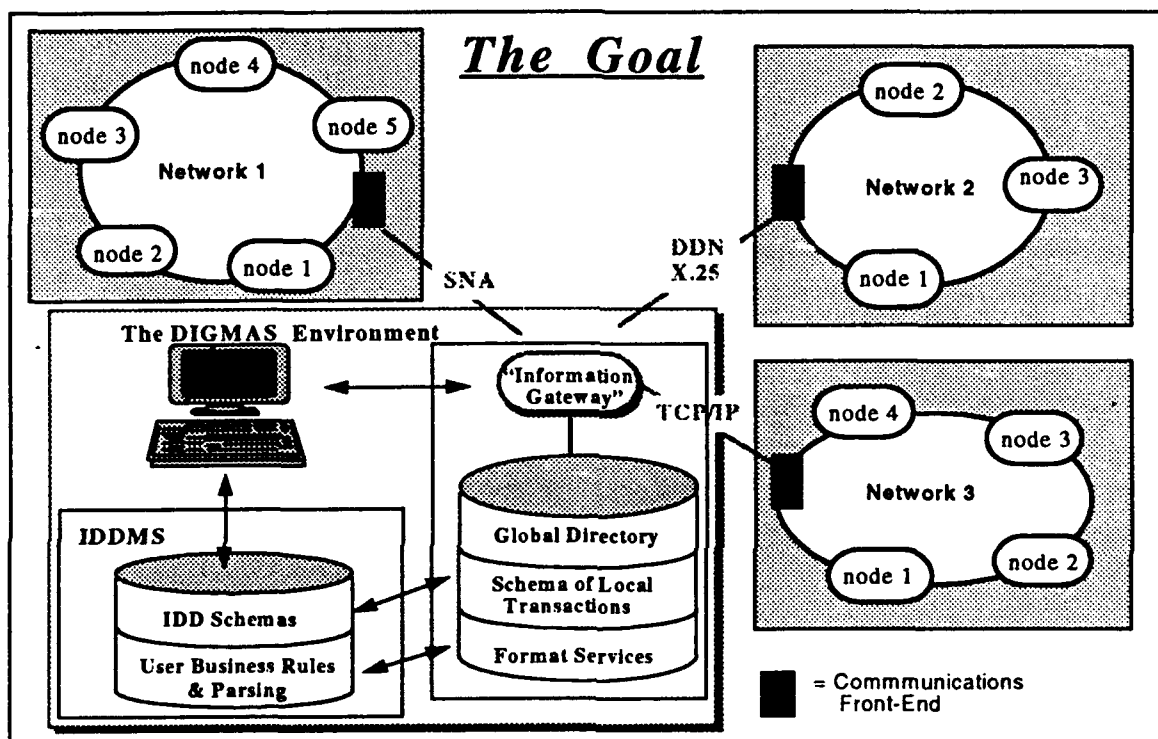 The Goal
node 4
node 3
node 5
Network 1
node 2
node 1
node 2
node 3
Network 2
node 1
SNA
DDN
X.25
The DIGMAS Environment
"Information
Gateway"
TCP/IP
node 4
node 3
Network 3
node 1
node 2
IDDMS
IDD Schemas
User Business Rules
& Parsing
Global Directory
Schema of Local
Transactions
Format Services
= Commmunications
Front-End